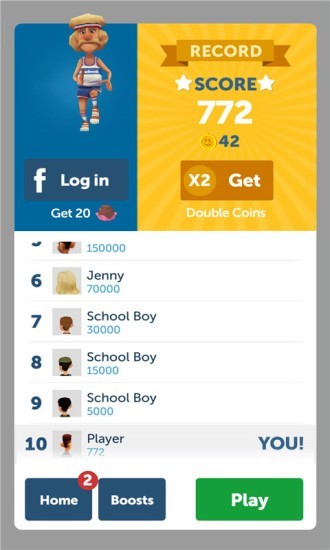 RECORD
SCORE
772
42
f Log in
X2 Get
Get 20
Double Coins
150000
6 Jenny
70000
7 School Boy
30000
8 School Boy
15000
9 School Boy
5000
10 Player YOU!
772
2
Home Boosts Play